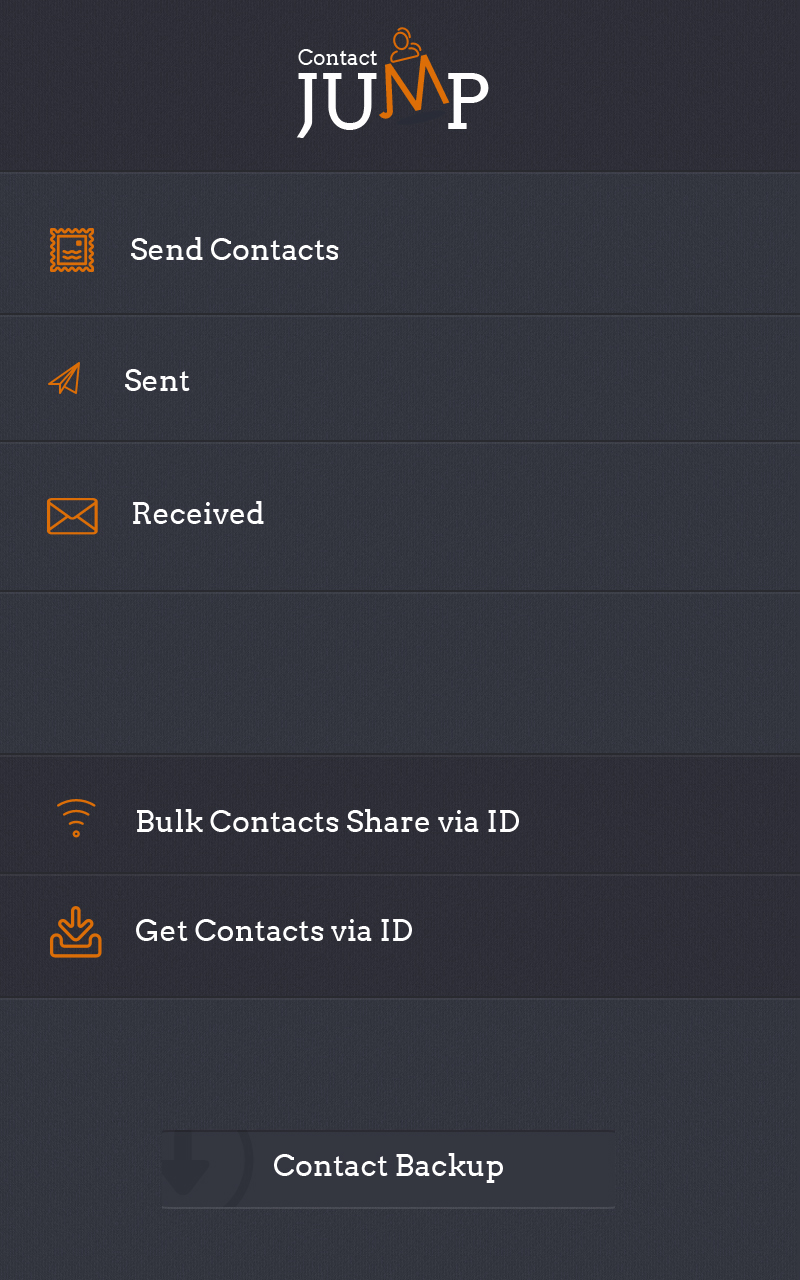 Contact
JUMP
Send Contacts
Sent
Received
Bulk Contacts Share via ID
Get Contacts via ID
Contact Backup